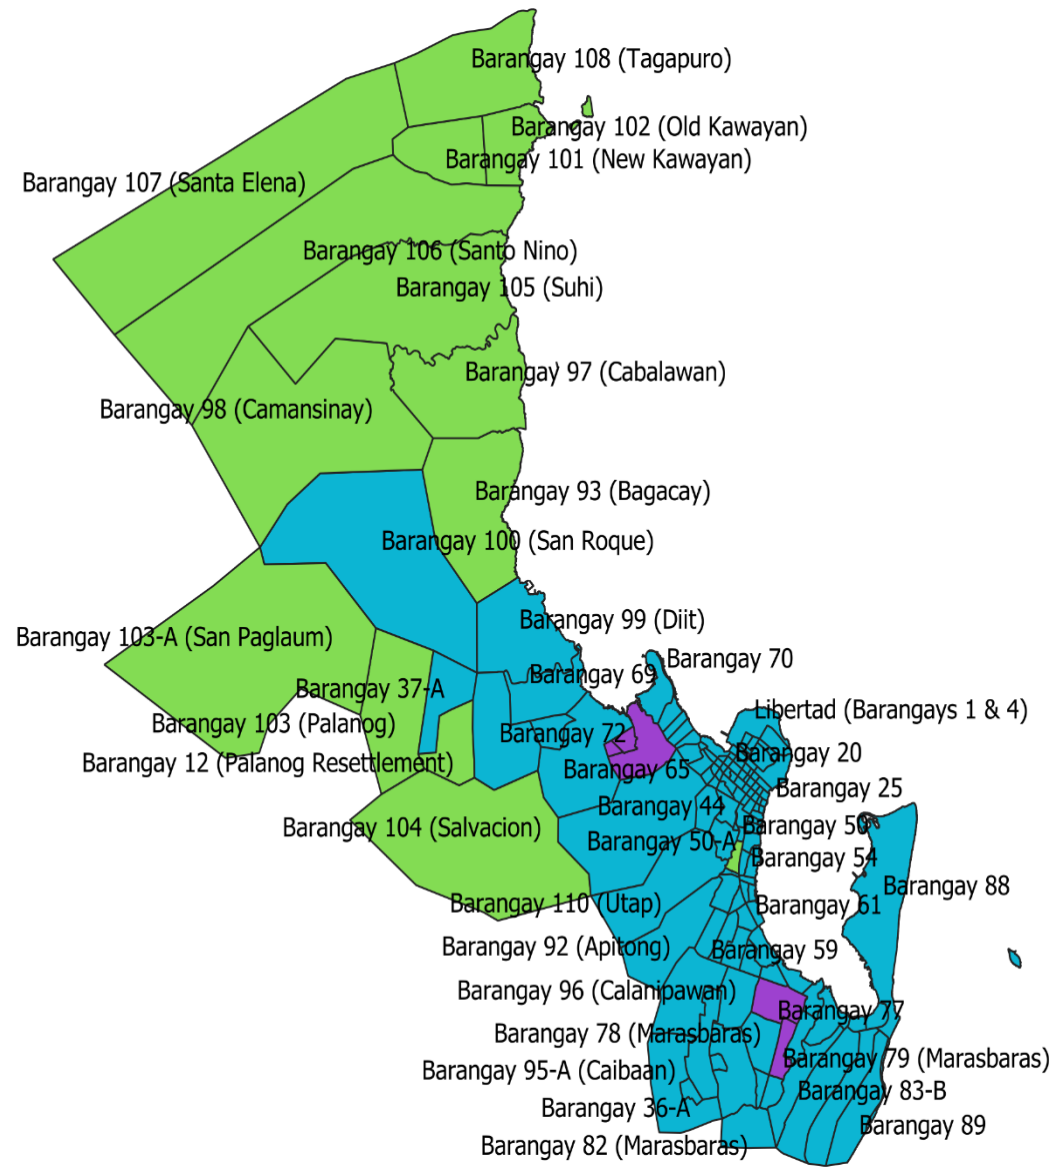 Barangay 108 (Tagapuro)
Barangay 102 (Old Kawayan)
Barangay 101 (New Kawayan)
Barangay 107 (Santa Elena)
Barangay 106 (Santo Nino)
Barangay 105 (Suhi)
Barangay 97 (Cabalawan)
Barangay 98 (Camansinay)
Barangay 93 (Bagacay)
Barangay 100 (San Roque)
Barangay 99 (Diit)
Barangay 103-A (San Paglaum)
Barangay 70
Barangay 69
Barangay 37-A
Libertad (Barangays 1 & 4)
Barangay 103 (Palanog)
Barangay 72
Barangay 20
Barangay 12 (Palanog Resettlement)
Barangay 65
Barangay 25
Barangay 44
Barangay 50
Barangay 104 (Salvacion)
Barangay 50-A
Barangay 54
Barangay 88
Barangay 110 (Utap)
Barangay 61
Barangay 92 (Apitong)
Barangay 59
Barangay 96 (Calanipawan)
Barangay 77
Barangay 78 (Marasbaras)
Barangay 79 (Marasbaras)
Barangay 95-A (Caibaan)
Barangay 83-B
Barangay 36-A
Barangay 89
Barangay 82 (Marasbaras)